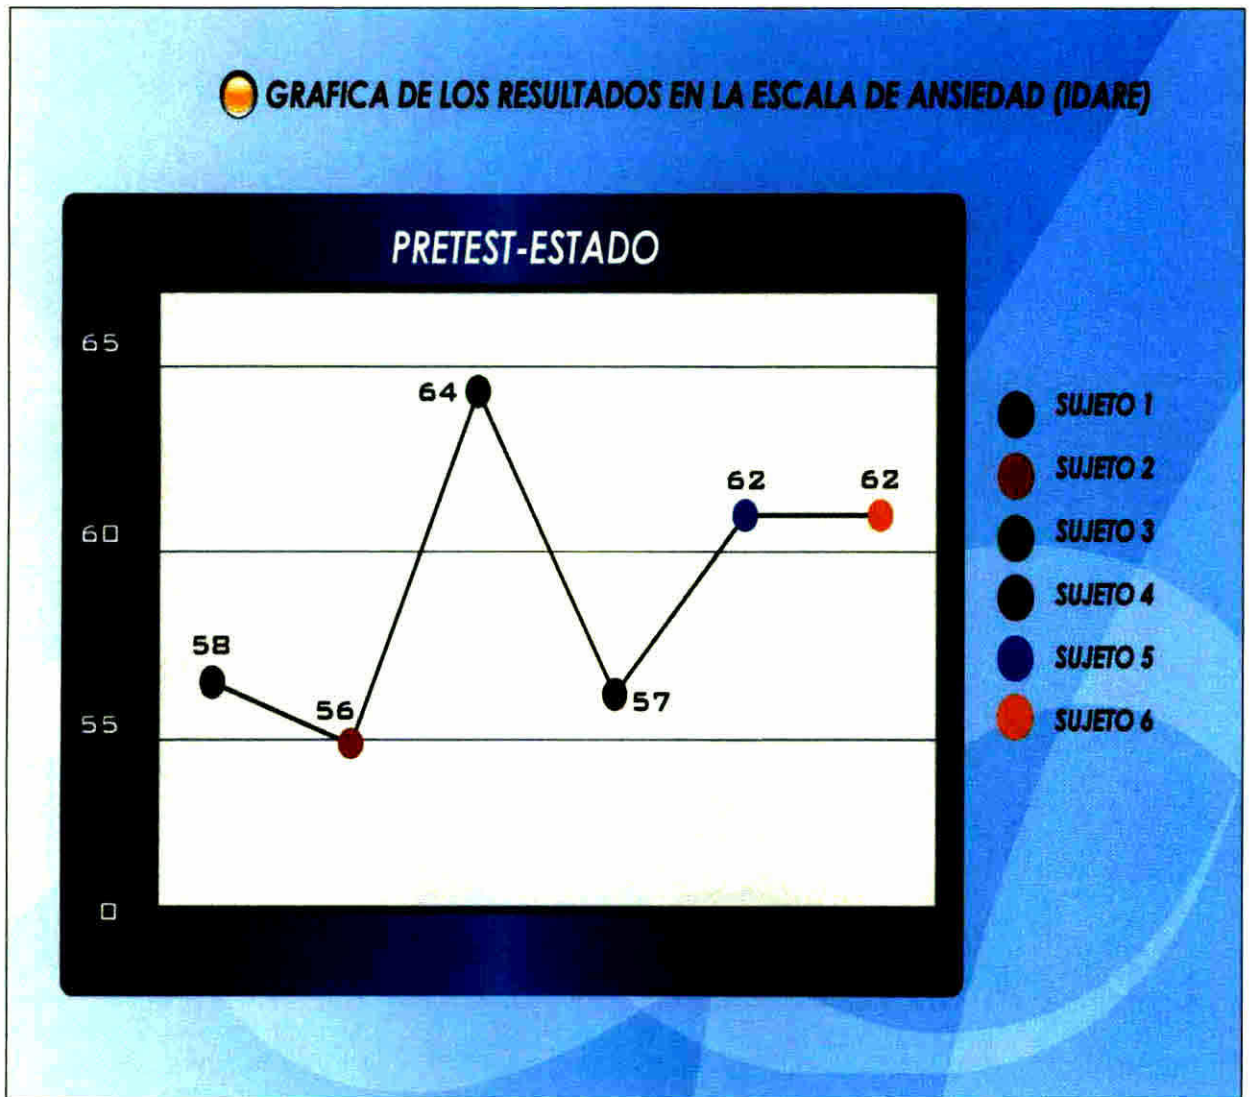 GRAFICA DE LOS RESULTADOS EN LA ESCALA DE ANSIEDAD (IDARE)
PRETEST-ESTADO
65
60
55
0
58
56
64
57
62
62
SUJETO 1
SUJETO 2
SUJETO 3
SUJETO 4
SUJETO 5
SUJETO 6